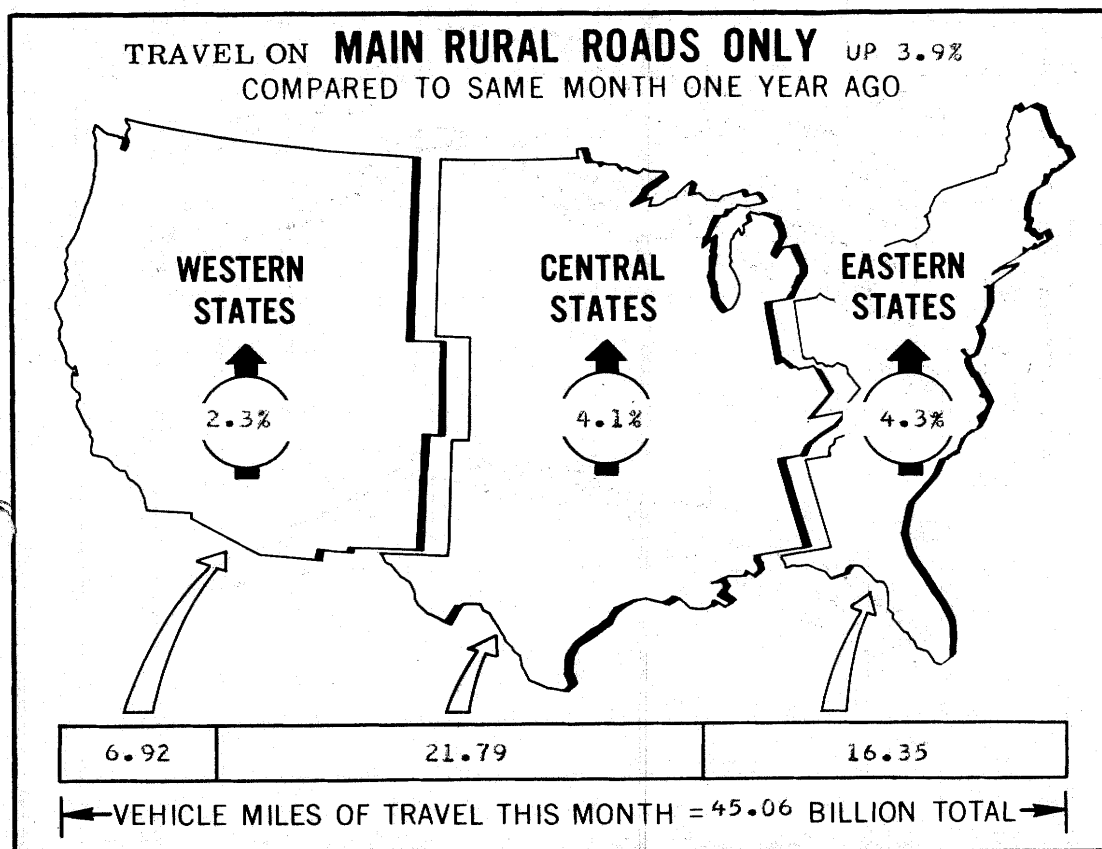 TRAVEL ON MAIN RURAL ROADS ONLY UP 3.9%
COMPARED TO SAME MONTH ONE YEAR AGO
WESTERN
STATES
2.3%
CENTRAL
STATES
4.1%
EASTERN
STATES
4.3%
6.92 21.79 16.35
VEHICLE MILES OF TRAVEL THIS MONTH = 45.06 BILLION TOTAL